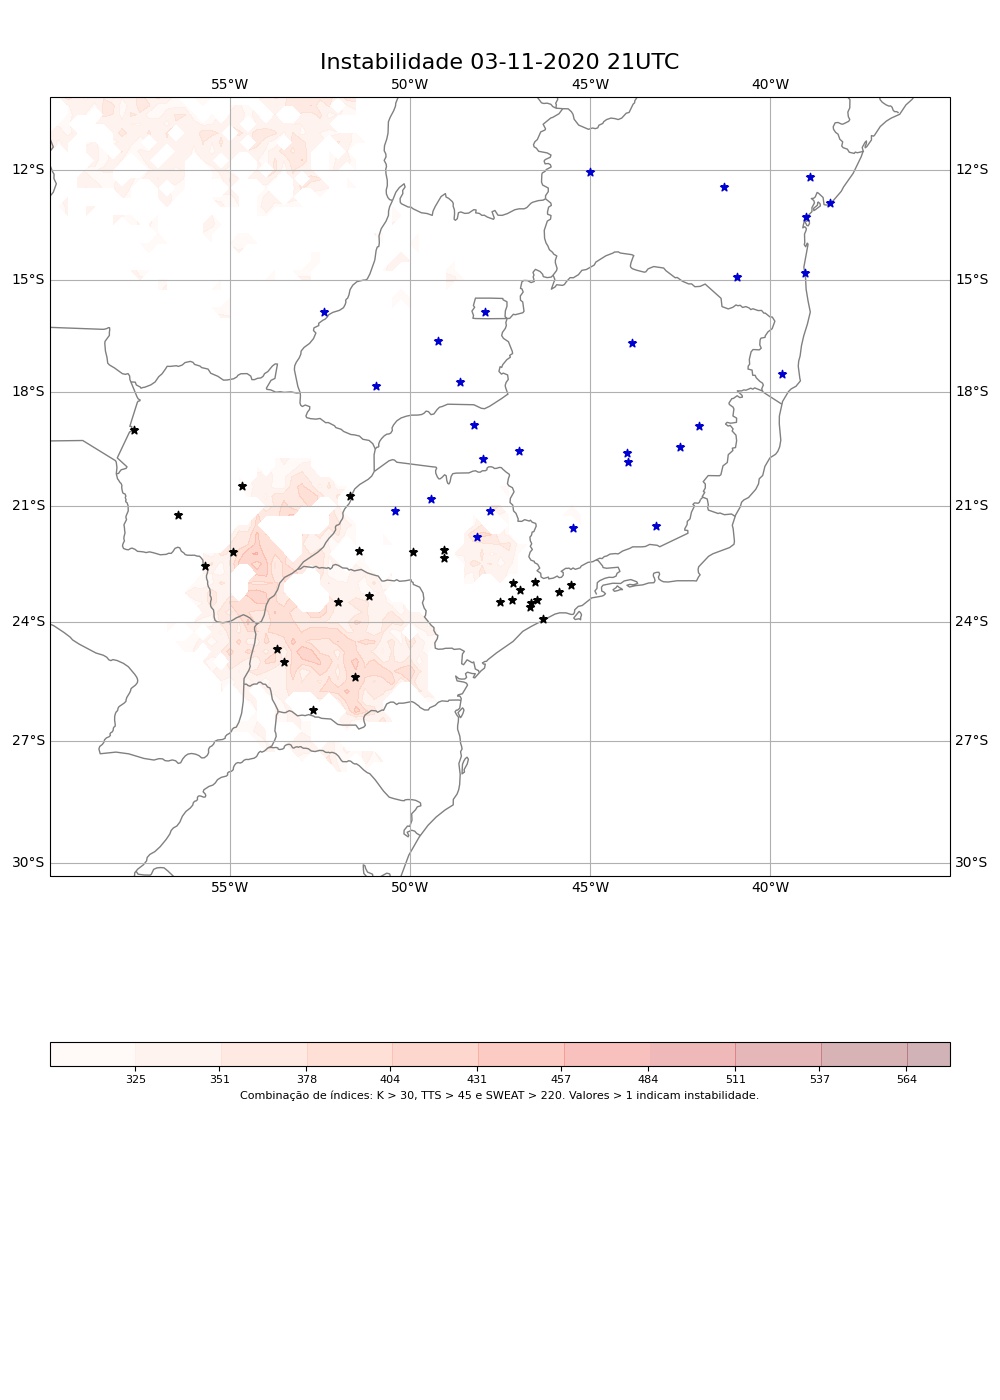 Instabilidade 03-11-2020 21UTC
55°W 50°W 45°W 40°W
12°S 12°S
15°S 15°S
18°S 18°S
21°S 21°S
24°S 24°S
27°S 27°S
30°S 30°S
55°W 50°W 45°W 40°W
325 351 378 404 431 457 484 511 537 564
Combinação de índices: K > 30, TTS > 45 e SWEAT > 220. Valores > 1 indicam instabilidade.